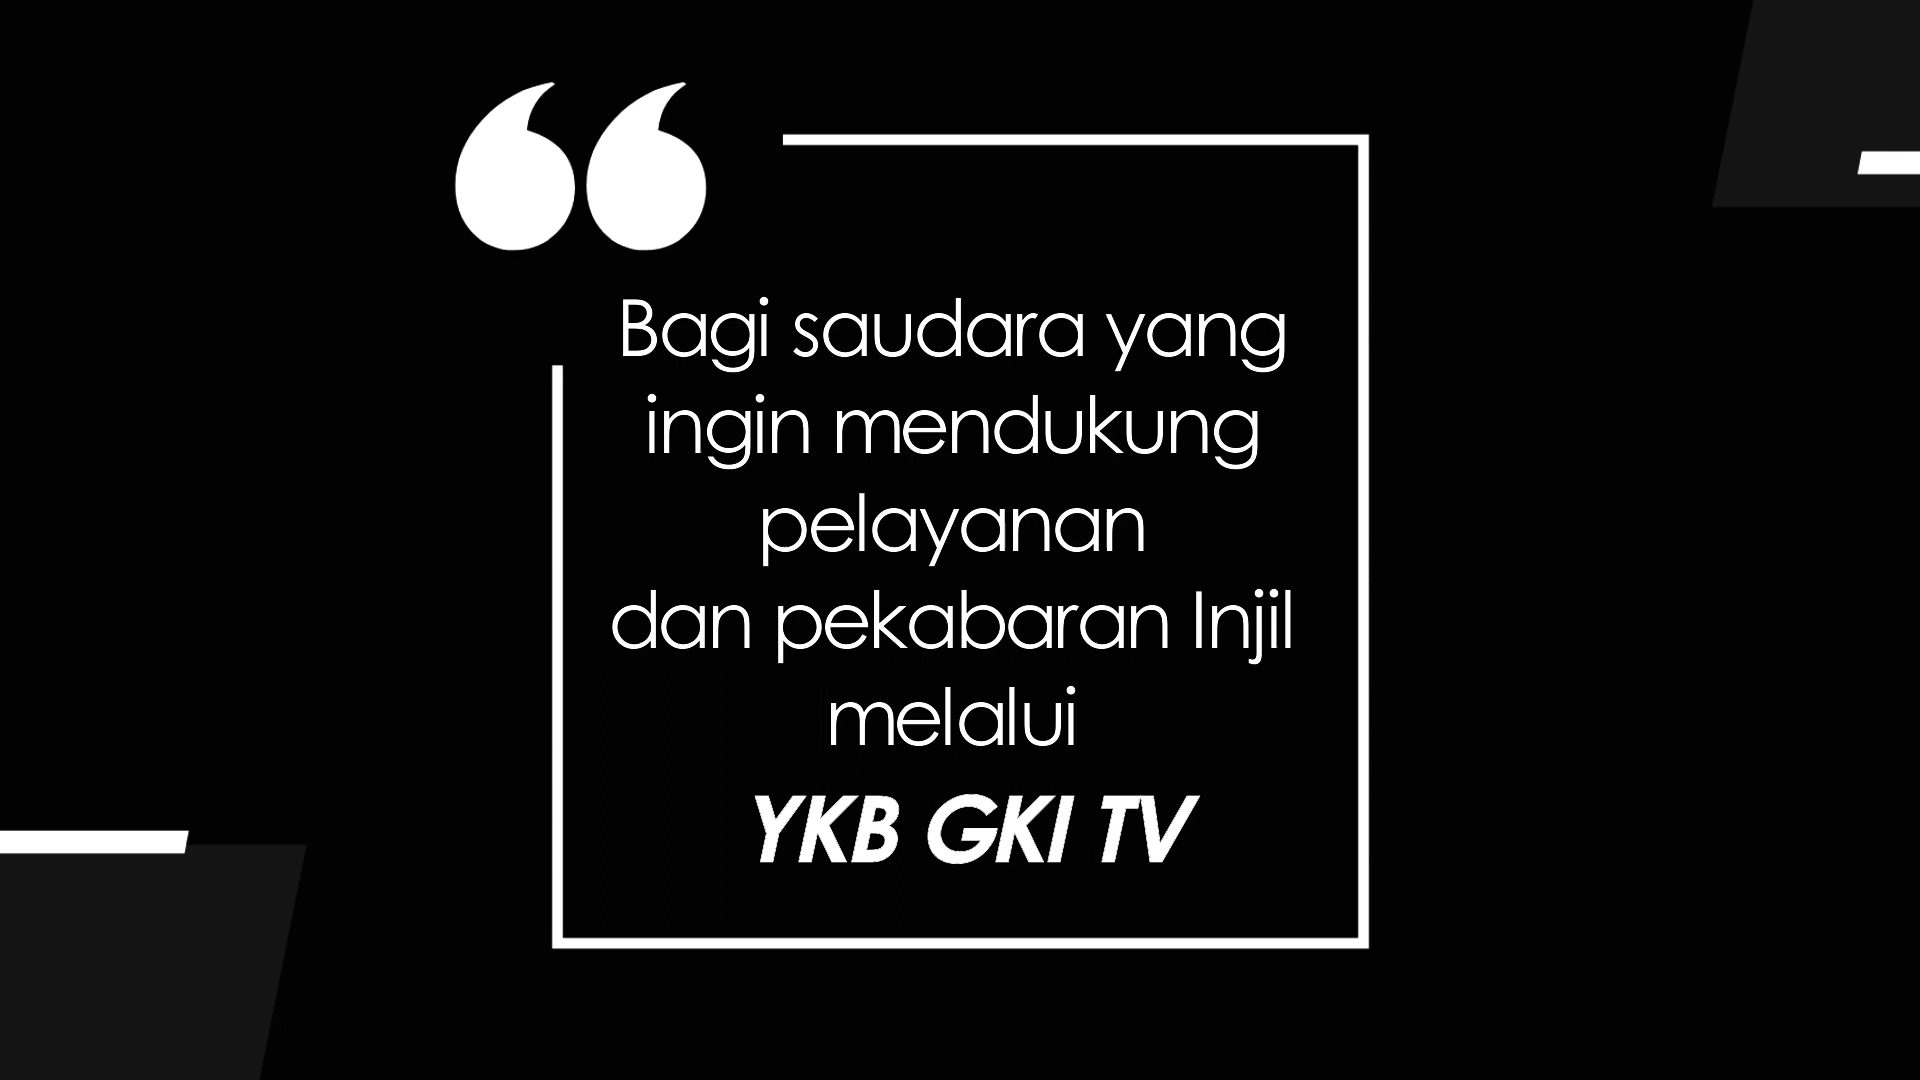 Bagi saudara yang
ingin mendukung
pelayanan
dan pekabaran Injil
melalui
YKB GKI TV